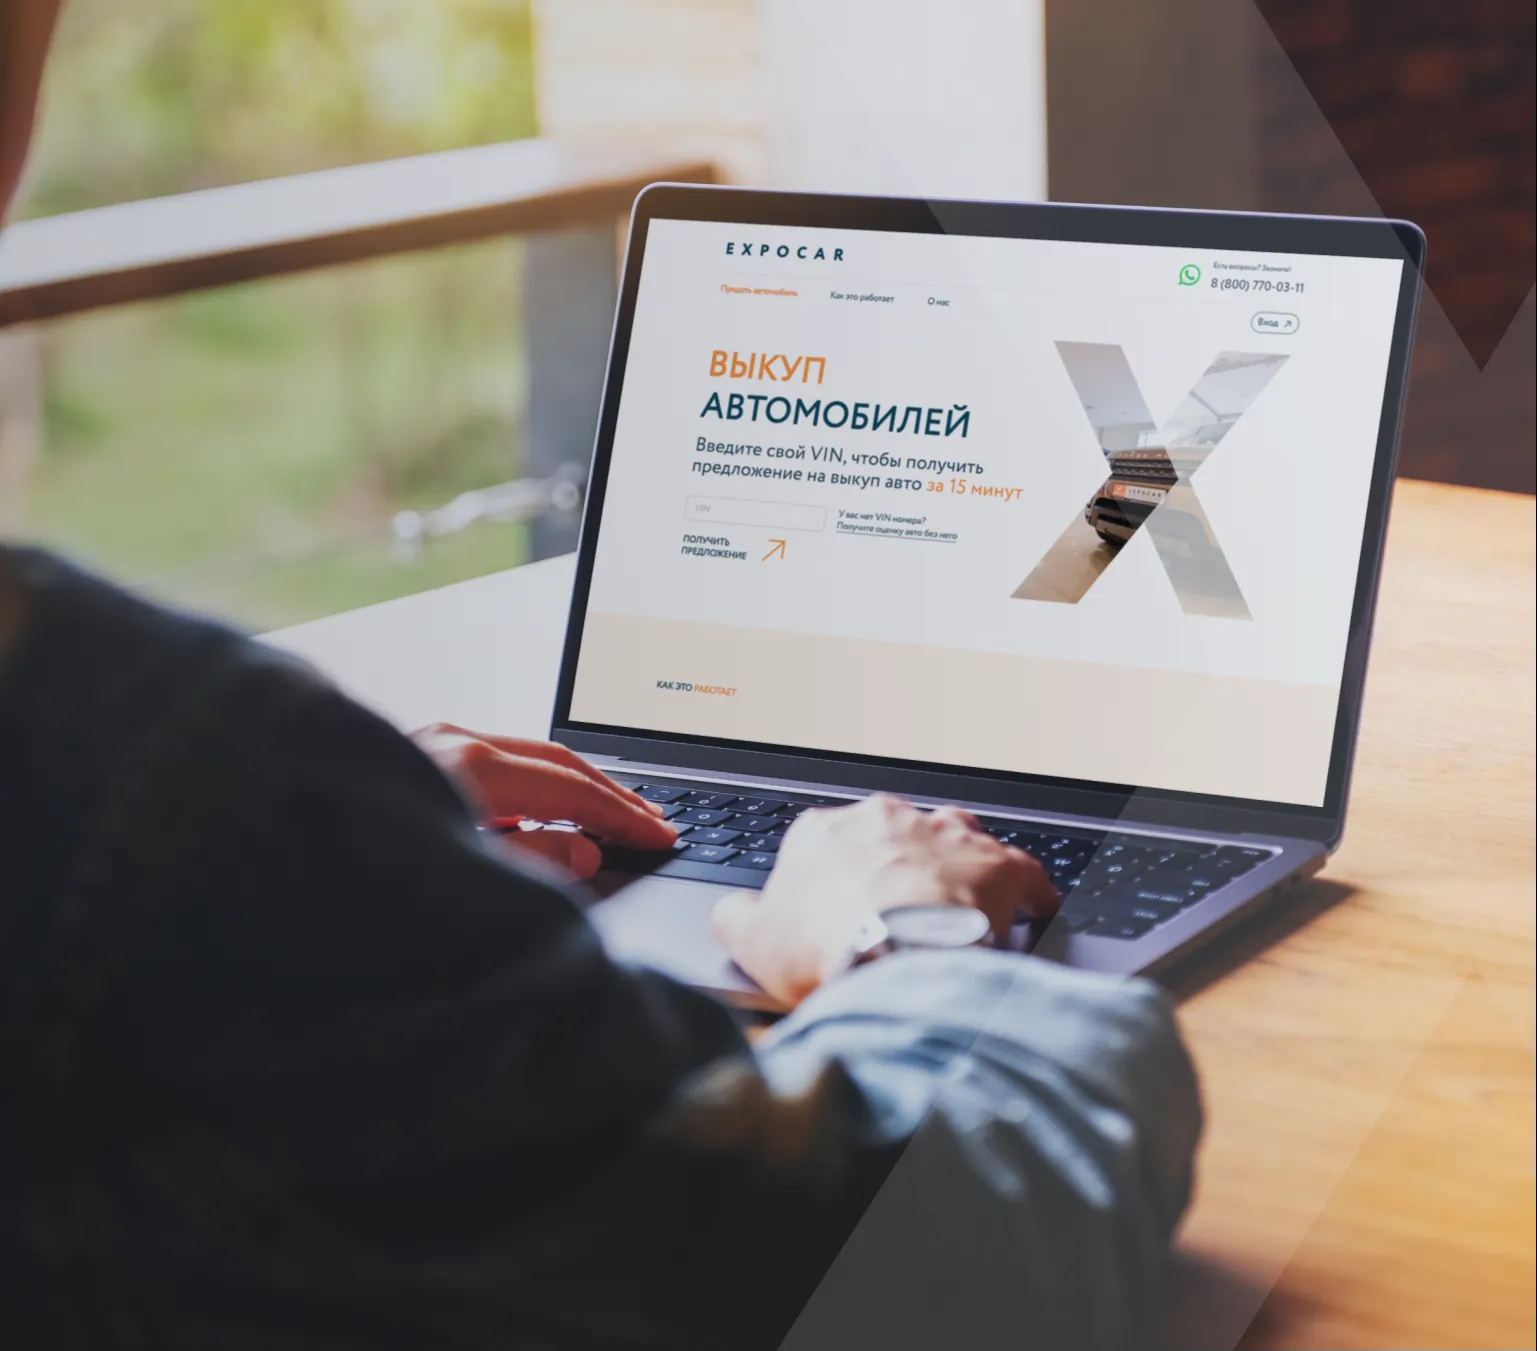 EXPOCAR
Есть вопросы? Звоните!
8 (800) 770-03-11
Продать автомобиль
Как это работает
О нас
Вход
ВЫКУП
АВТОМОБИЛЕЙ
Введите свой VIN, чтобы получить
предложение на выкуп авто за 15 минут
VIN
У вас нет VIN номера?
Получите оценку авто без него
ПОЛУЧИТЬ
ПРЕДЛОЖЕНИЕ
EXPOCAR
КАК ЭТО РАБОТАЕТ